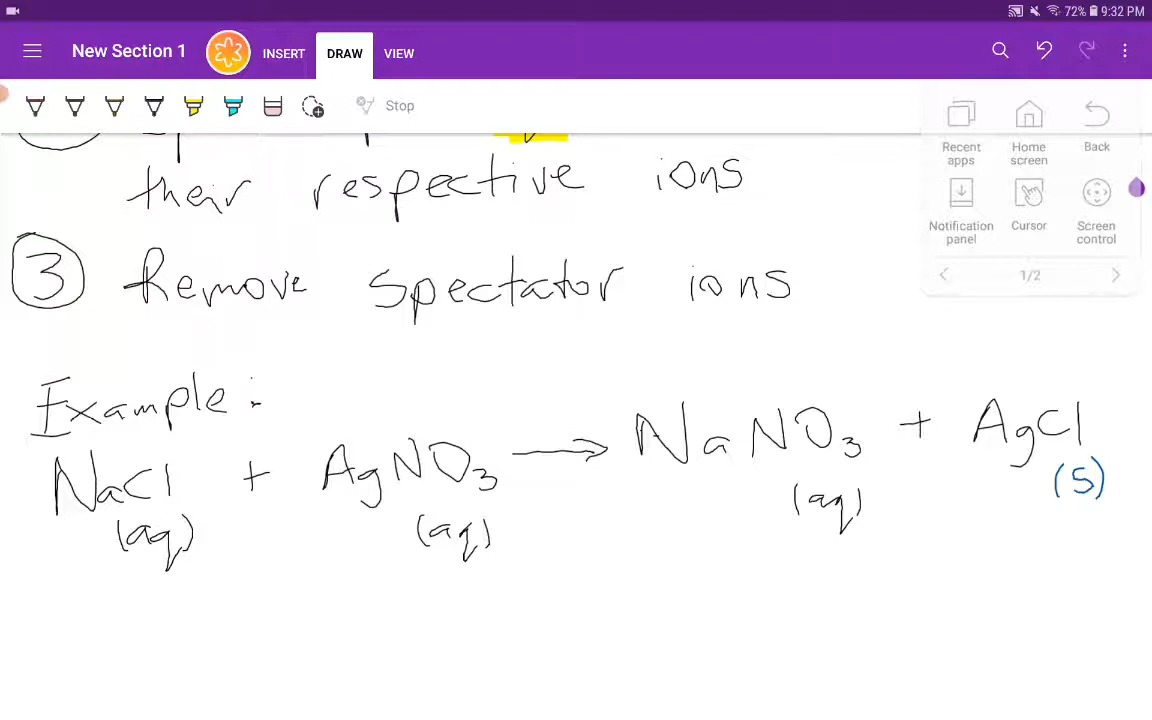 72% 9:32 PM
New Section 1 INSERT DRAW VIEW
Stop
Recent apps Home screen Back
Notification panel Cursor Screen control
1/2
their respective ions
3 Remove spectator ions
Example:
NaCl + AgNO3 → NaNO3 + AgCl
(aq) (aq) (aq) (s)